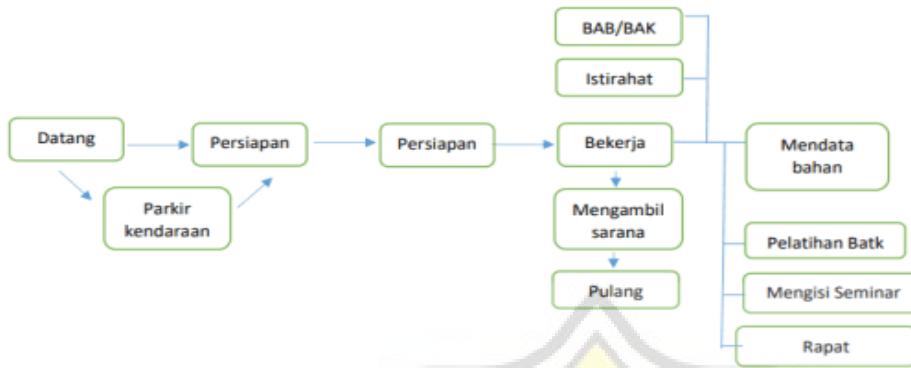 BAB/BAK
Istirahat
Datang
Persiapan
Persiapan
Bekerja
Mendata
bahan
Parkir
kendaraan
Mengambil
sarana
Pelatihan Batk
Pulang
Mengisi Seminar
Rapat